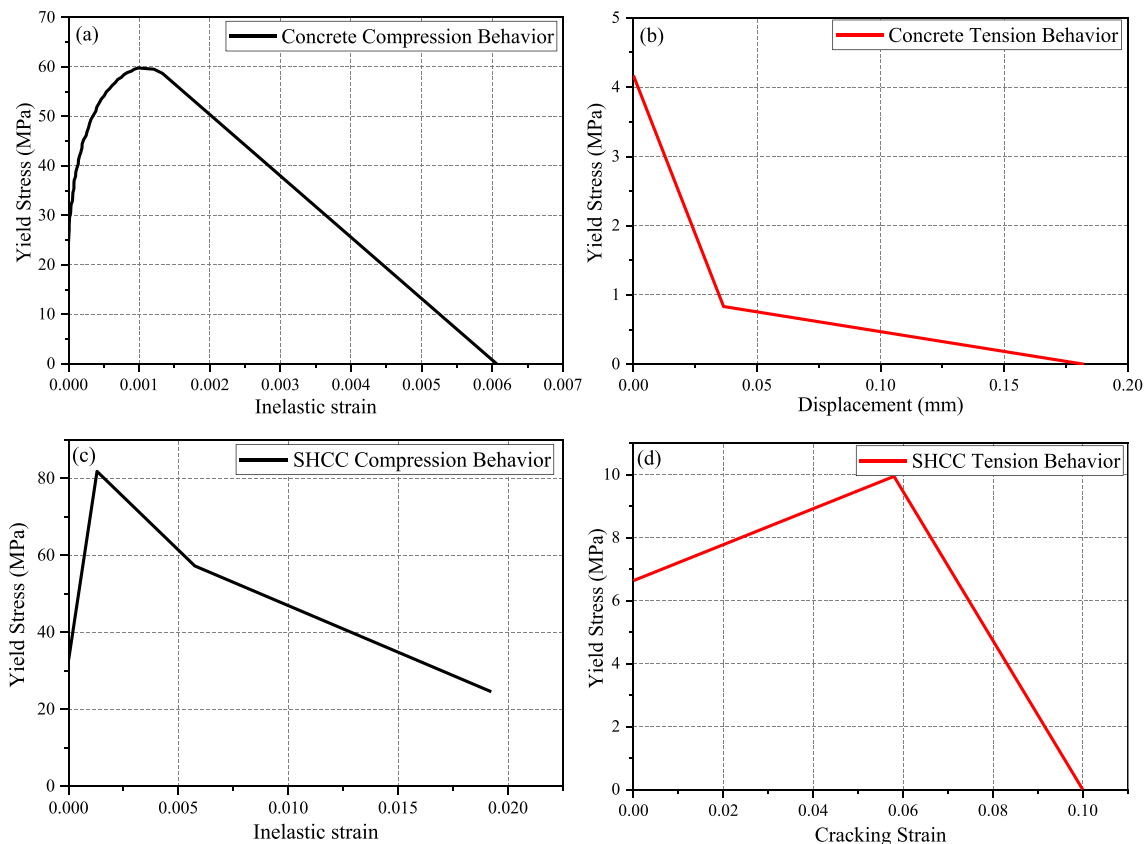 (a)
Concrete Compression Behavior
70
60
50
40
30
20
10
0
Yield Stress (MPa)
0.000 0.001 0.002 0.003 0.004 0.005 0.006 0.007
Inelastic strain
(b)
Concrete Tension Behavior
5
4
3
2
1
0
Yield Stress (MPa)
0.00 0.05 0.10 0.15 0.20
Displacement (mm)
(c)
SHCC Compression Behavior
80
60
40
20
0
Yield Stress (MPa)
0.000 0.005 0.010 0.015 0.020
Inelastic strain
(d)
SHCC Tension Behavior
10
8
6
4
2
0
Yield Stress (MPa)
0.00 0.02 0.04 0.06 0.08 0.10
Cracking Strain